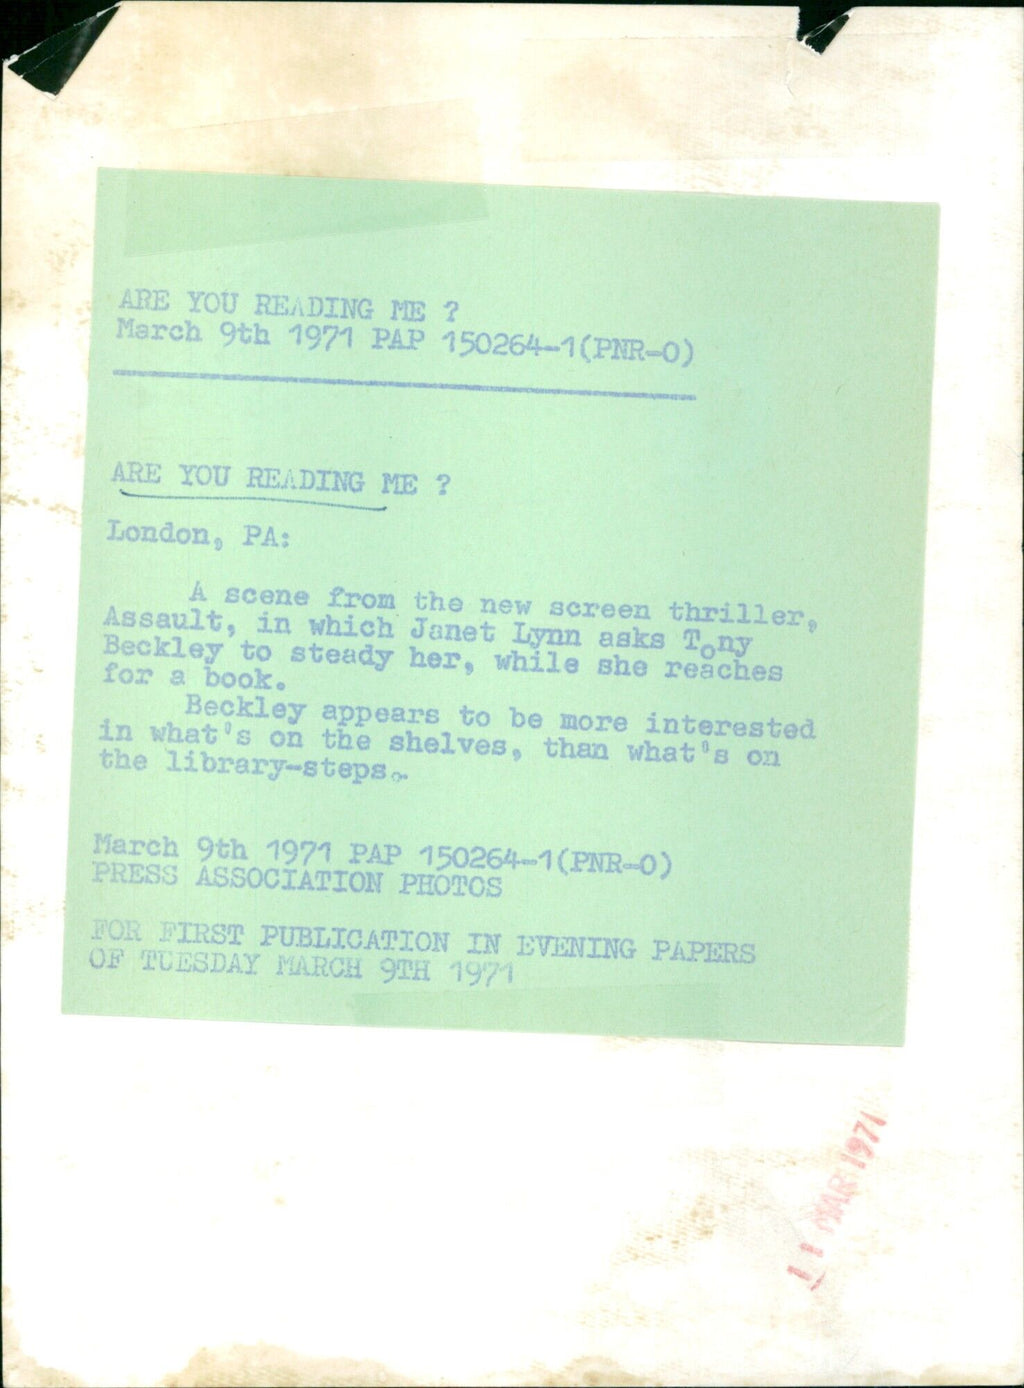 ARE YOU READING ME ?
March 9th 1971 PAP 150264-1(PNR-0)
ARE YOU READING ME ?
London, PA:
A scene from the new screen thriller,
Assault, in which Janet Lynn asks Tony
Beckley to steady her, while she reaches
for a book.
Beckley appears to be more interested
in what's on the shelves, than what's on
the library-steps.
March 9th 1971 PAP 150264-1(PNR-0)
PRESS ASSOCIATION PHOTOS
FOR FIRST PUBLICATION IN EVENING PAPERS
OF TUESDAY MARCH 9TH 1971
11 MAR 1971